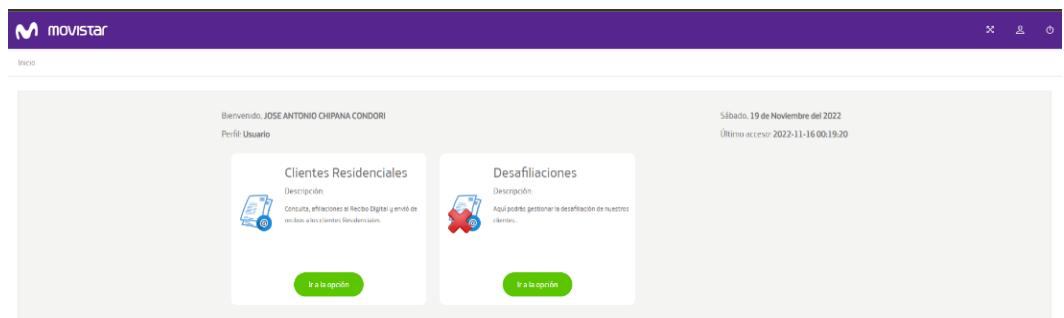 movistar
Inicio
Bienvenido, JOSE ANTONIO CHIPANA CONDORI
Sábado, 19 de Noviembre del 2022
Perfil: Usuario
Último acceso: 2022-11-16 00:19:20
Clientes Residenciales
Descripción:
Consulta, afiliaciones al Recibo Digital y envió de
recibos a los clientes Residenciales.
Ir a la opción
Desafiliaciones
Descripción:
Aquí podrás gestionar la desafiliación de nuestros
clientes.
Ir a la opción